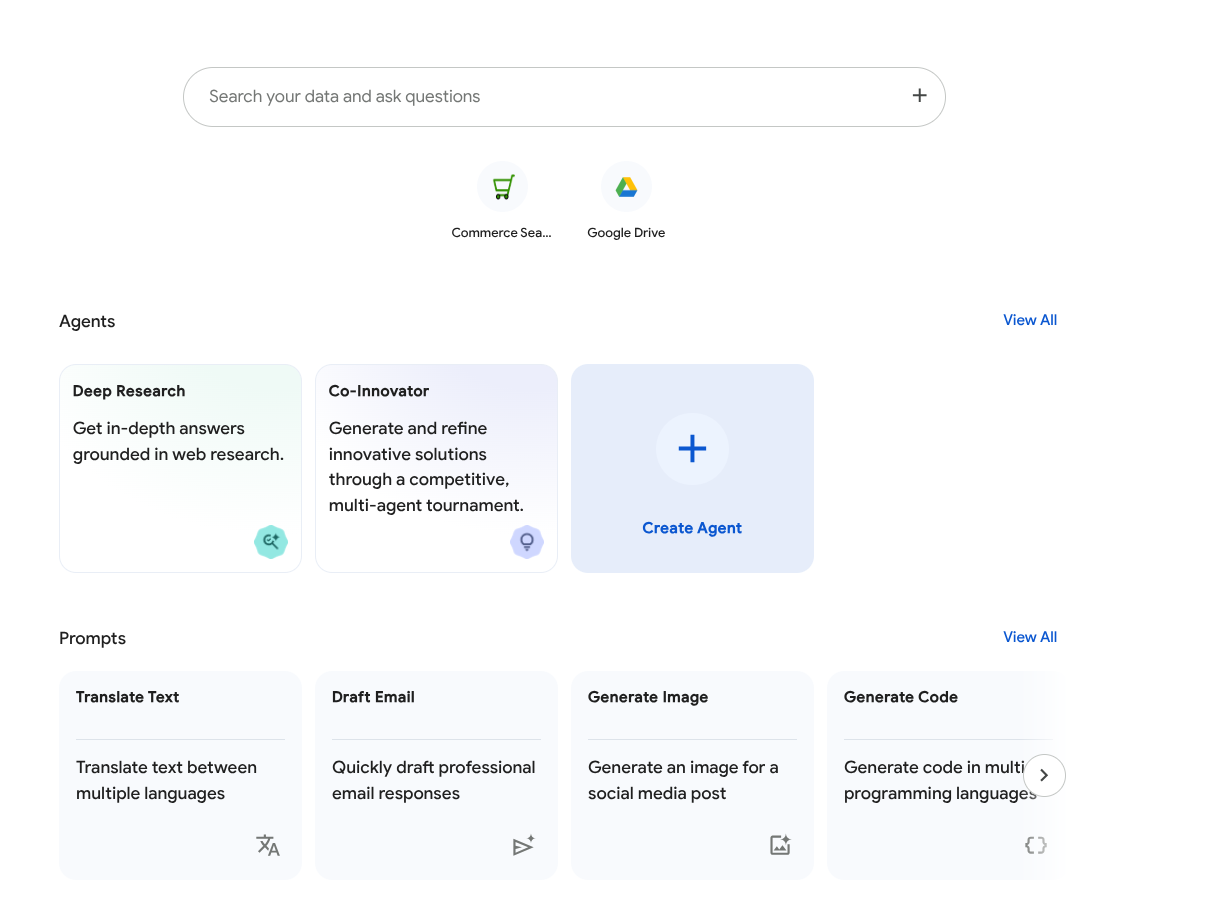 Search your data and ask questions
Commerce Sea...
Google Drive
Agents
View All
Deep Research
Get in-depth answers
grounded in web research.
Co-Innovator
Generate and refine
innovative solutions
through a competitive,
multi-agent tournament.
Create Agent
Prompts
View All
Translate Text
Translate text between
multiple languages
Draft Email
Quickly draft professional
email responses
Generate Image
Generate an image for a
social media post
Generate Code
Generate code in multi
programming languages